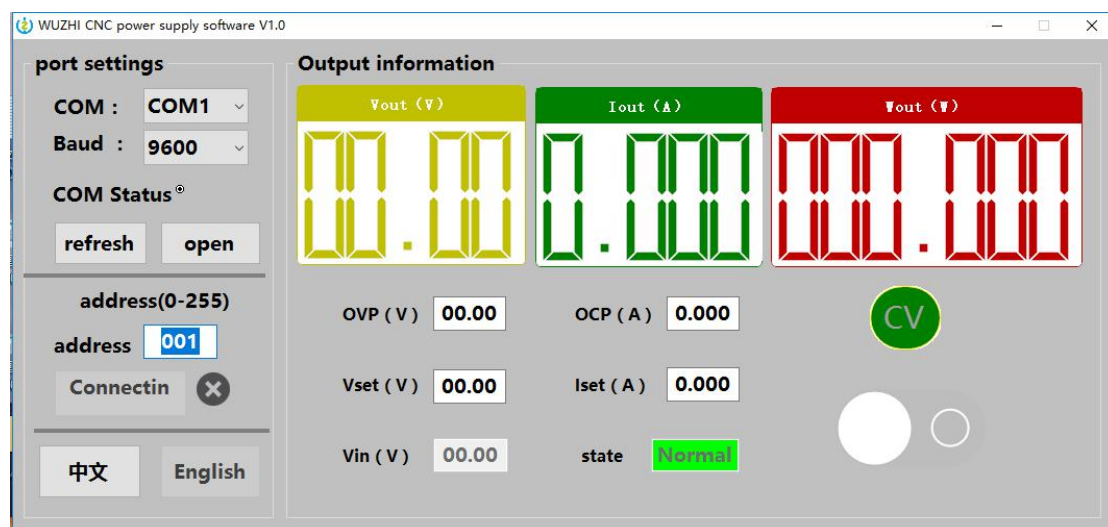 WUZHI CNC power supply software V1.0
port settings
COM :
COM1
Baud :
9600
COM Status
refresh
open
address(0-255)
address
001
Connectin
中文
English
Output information
Vout (V)
00.00
Iout (A)
0.000
Wout (W)
000.000
OVP ( V )
00.00
OCP ( A )
0.000
CV
Vset ( V )
00.00
Iset ( A )
0.000
Vin ( V )
00.00
state
Normal